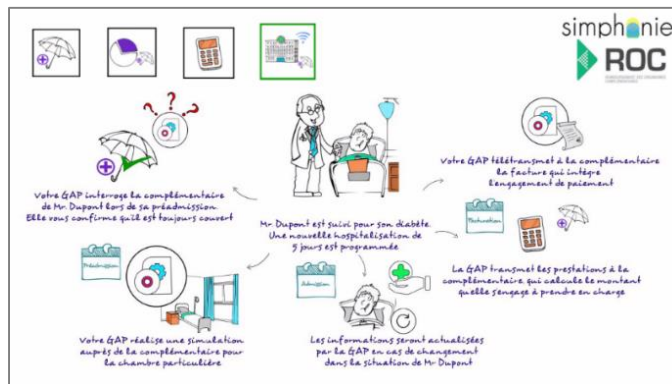 simphonie
ROC
Votre GAP interroge la complémentaire
de Mr. Dupont lors de sa préadmission.
Elle vous confirme qu'il est toujours couvert
Mr. Dupont est suivi pour son diabète.
Une nouvelle hospitalisation de
5 jours est programmée
Votre GAP télétransmet à la complémentaire
la facture qui intègre
l'engagement de paiement
Facturation
La GAP transmet les prestations à la
complémentaire qui calcule le montant
qu'elle s'engage à prendre en charge
Préadmission
Admission
Votre GAP réalise une simulation
auprès de la complémentaire pour
la chambre particulière
Les informations seront actualisées
par la GAP en cas de changement
dans la situation de Mr Dupont